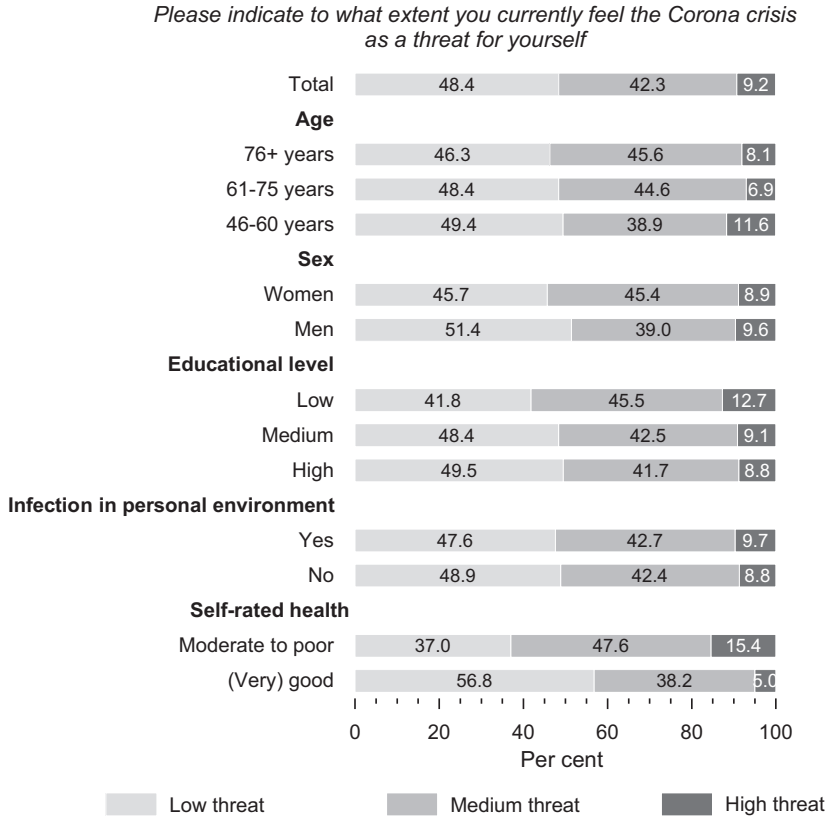 Please indicate to what extent you currently feel the Corona crisis
as a threat for yourself
Total 48.4 42.3 9.2
Age
76+ years 46.3 45.6 8.1
61-75 years 48.4 44.6 6.9
46-60 years 49.4 38.9 11.6
Sex
Women 45.7 45.4 8.9
Men 51.4 39.0 9.6
Educational level
Low 41.8 45.5 12.7
Medium 48.4 42.5 9.1
High 49.5 41.7 8.8
Infection in personal environment
Yes 47.6 42.7 9.7
No 48.9 42.4 8.8
Self-rated health
Moderate to poor 37.0 47.6 15.4
(Very) good 56.8 38.2 5.0
0 20 40 60 80 100
Per cent
Low threat Medium threat High threat